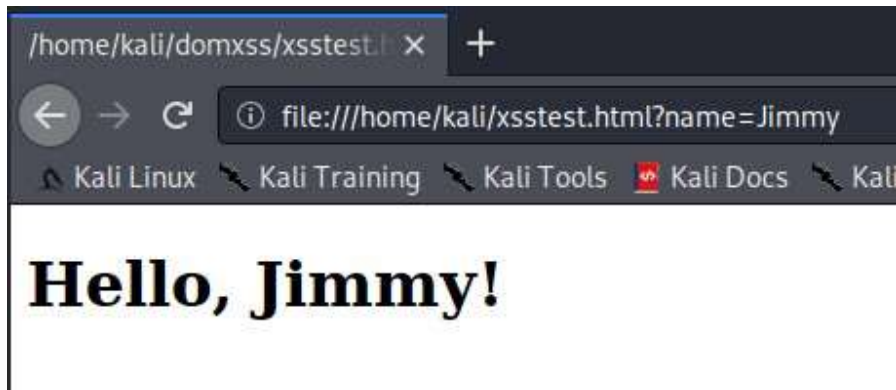 /home/kali/domxss/xsstest.h
file:///home/kali/xsstest.html?name=Jimmy
Kali Linux Kali Training Kali Tools Kali Docs Kali
Hello, Jimmy!